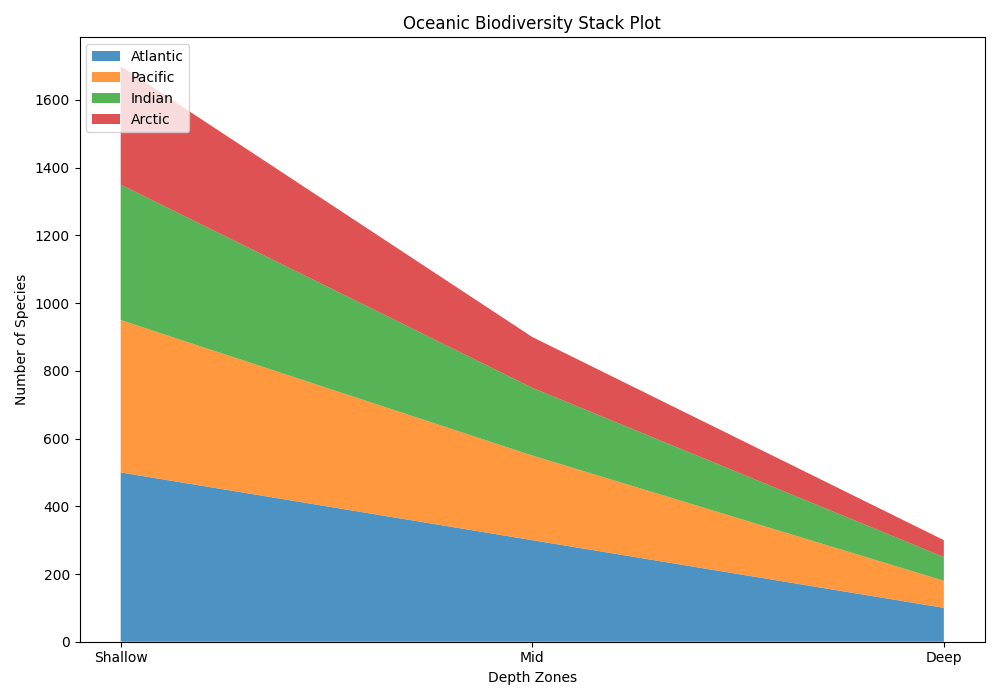 Oceanic Biodiversity Stack Plot
Atlantic
Pacific
Indian
Arctic
Number of Species
1600
1400
1200
1000
800
600
400
200
0
Shallow
Mid
Deep
Depth Zones